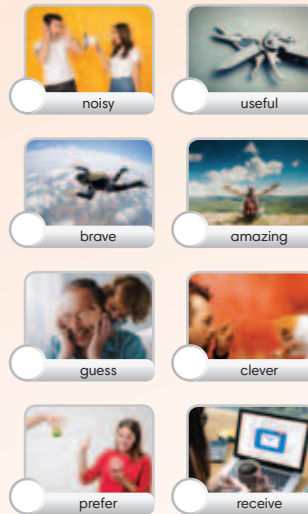 noisy
useful
brave
amazing
guess
clever
prefer
receive